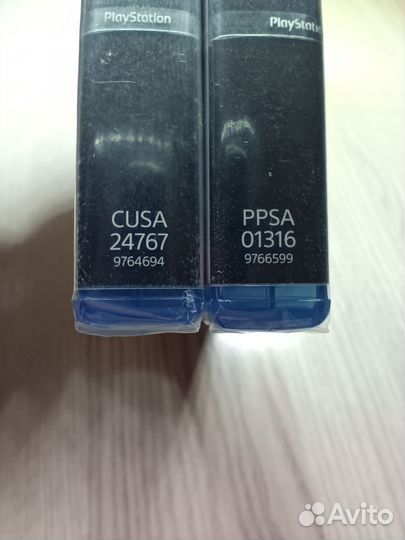 PlayStation
CUSA
24767
9764694
PlayStation
PPSA
01316
9766599
Avito